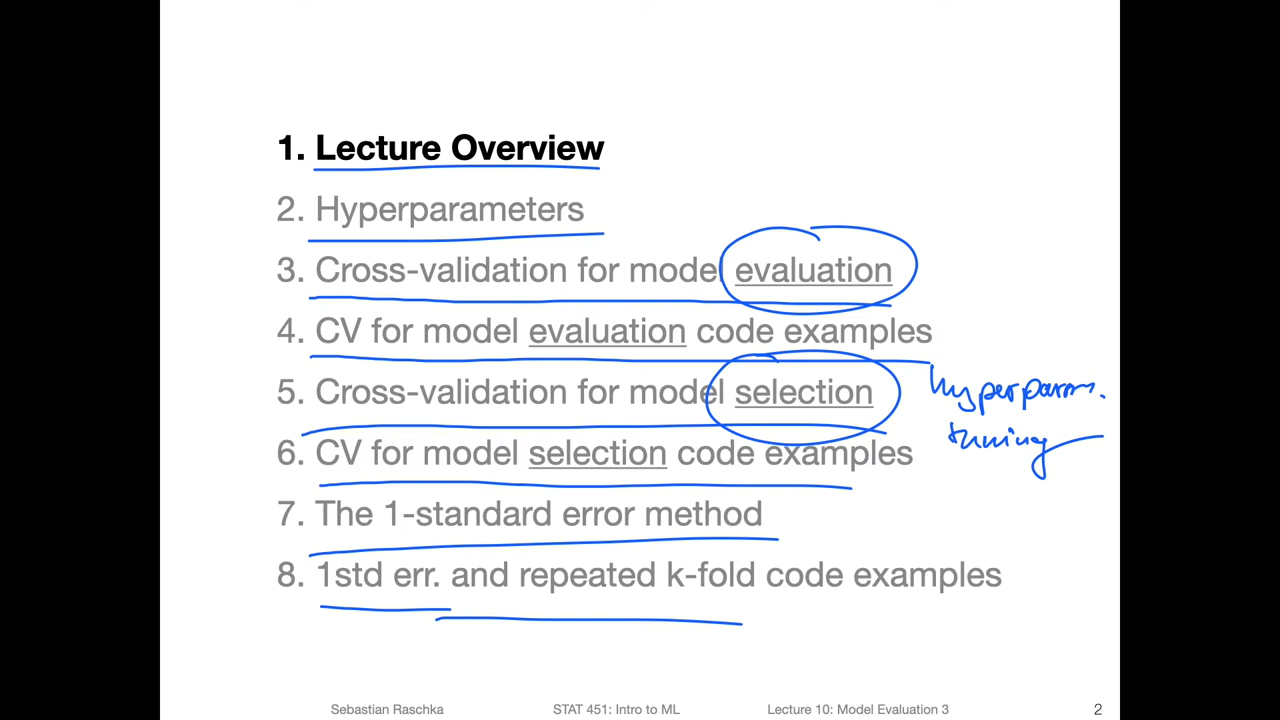 1. Lecture Overview
2. Hyperparameters
3. Cross-validation for model evaluation
4. CV for model evaluation code examples
5. Cross-validation for model selection
hyperparam.
tuning
6. CV for model selection code examples
7. The 1-standard error method
8. 1std err. and repeated k-fold code examples
Sebastian Raschka STAT 451: Intro to ML Lecture 10: Model Evaluation 3 2